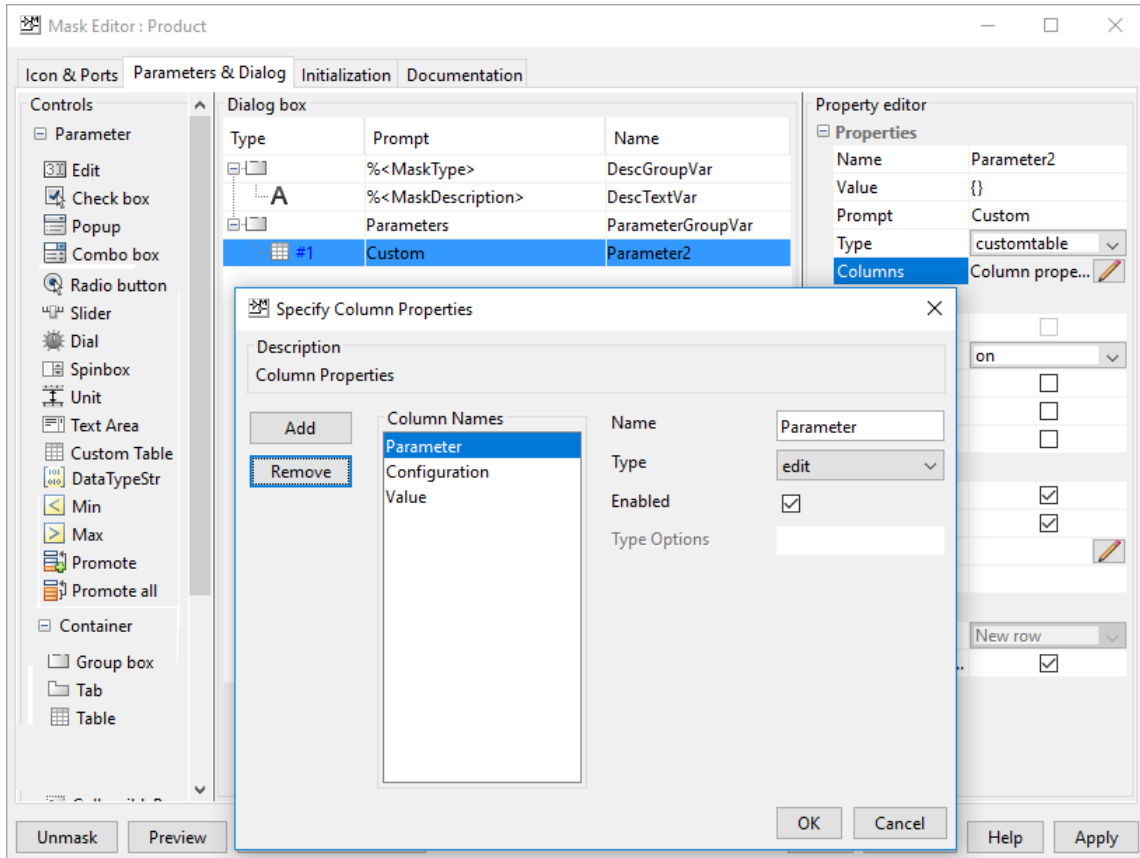 Mask Editor : Product
Icon & Ports Parameters & Dialog Initialization Documentation
Controls
Parameter
Edit
Check box
Popup
Combo box
Radio button
Slider
Dial
Spinbox
Unit
Text Area
Custom Table
DataTypeStr
Min
Max
Promote
Promote all
Container
Group box
Tab
Table
Dialog box
Type Prompt Name
%<MaskType> DescGroupVar
A %<MaskDescription> DescTextVar
Parameters ParameterGroupVar
#1 Custom Parameter2
Property editor
Properties
Name Parameter2
Value {}
Prompt Custom
Type customtable
Columns Column prope...
on
New row
Specify Column Properties
Description
Column Properties
Add
Remove
Column Names
Parameter
Configuration
Value
Name Parameter
Type edit
Enabled
Type Options
OK Cancel
Unmask Preview Help Apply